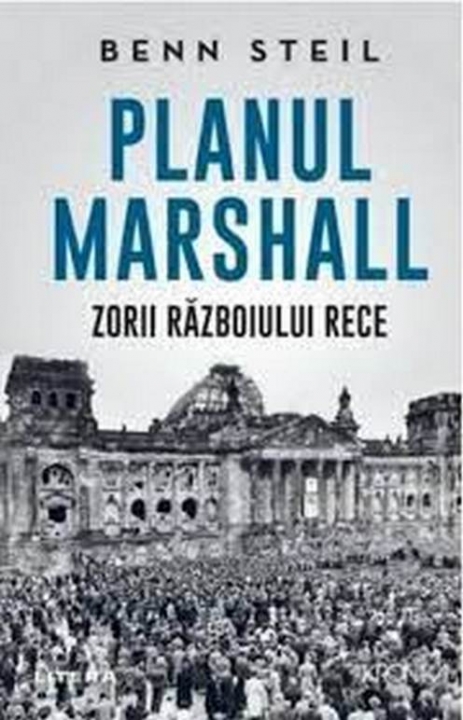 BENN STEIL
PLANUL
MARSHALL
ZORII RĂZBOIULUI RECE
LITERA